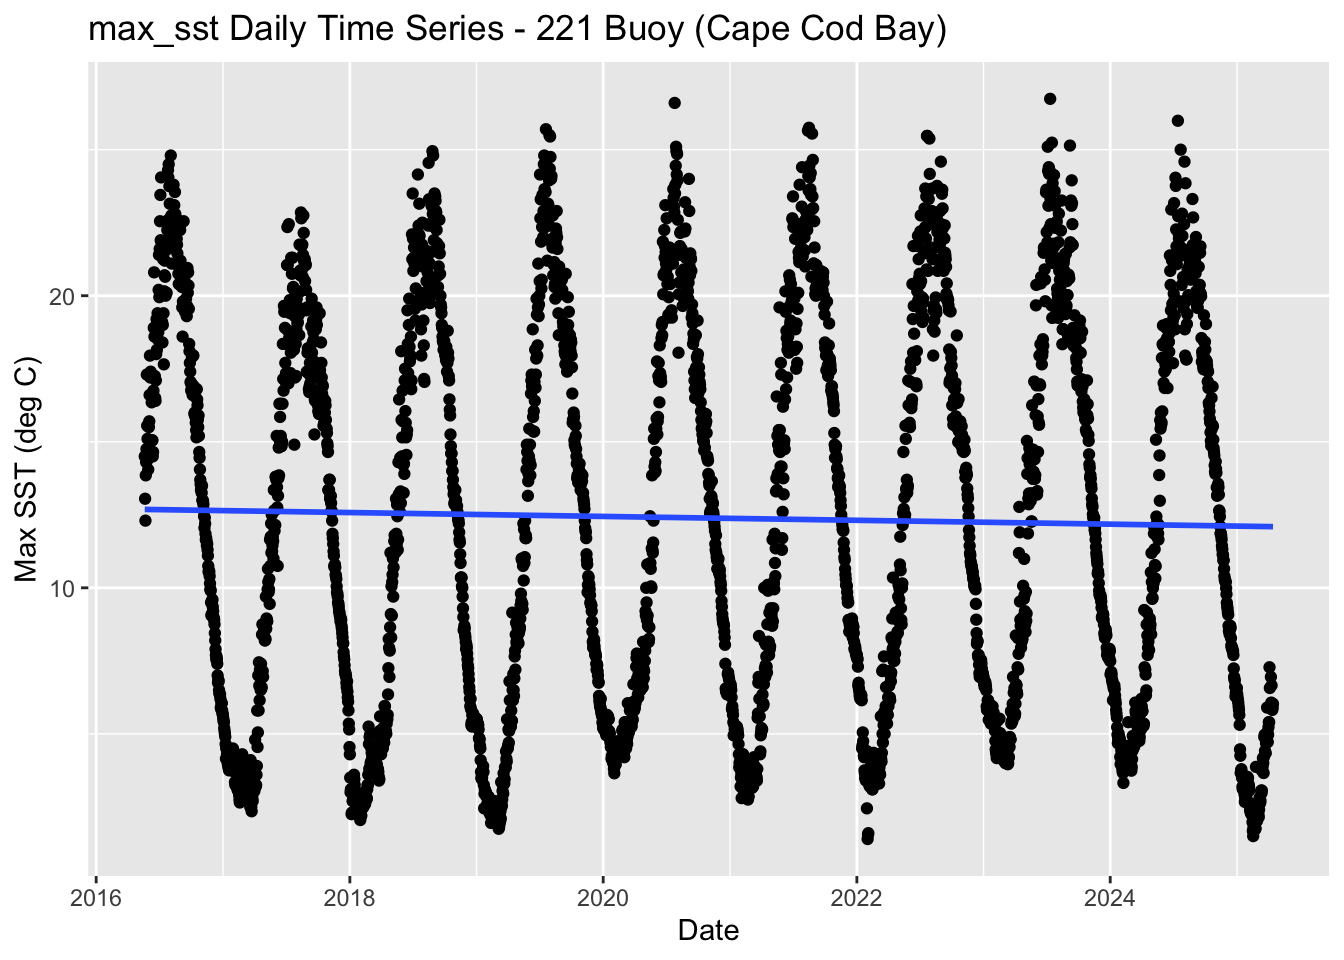 max_sst Daily Time Series - 221 Buoy (Cape Cod Bay)
Max SST (deg C)
20
10
2016 2018 2020 2022 2024
Date